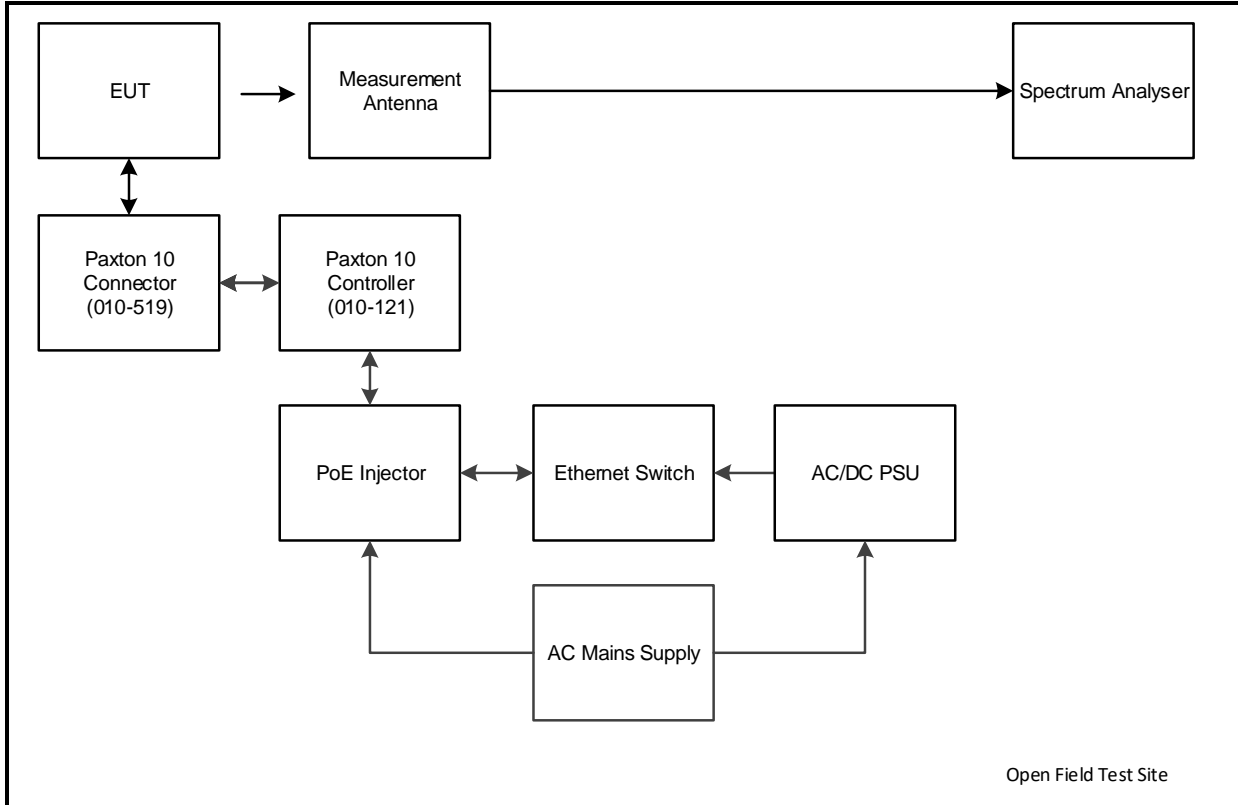 EUT
Measurement
Antenna
Spectrum Analyser
Paxton 10
Connector
(010-519)
Paxton 10
Controller
(010-121)
PoE Injector
Ethernet Switch
AC/DC PSU
AC Mains Supply
Open Field Test Site